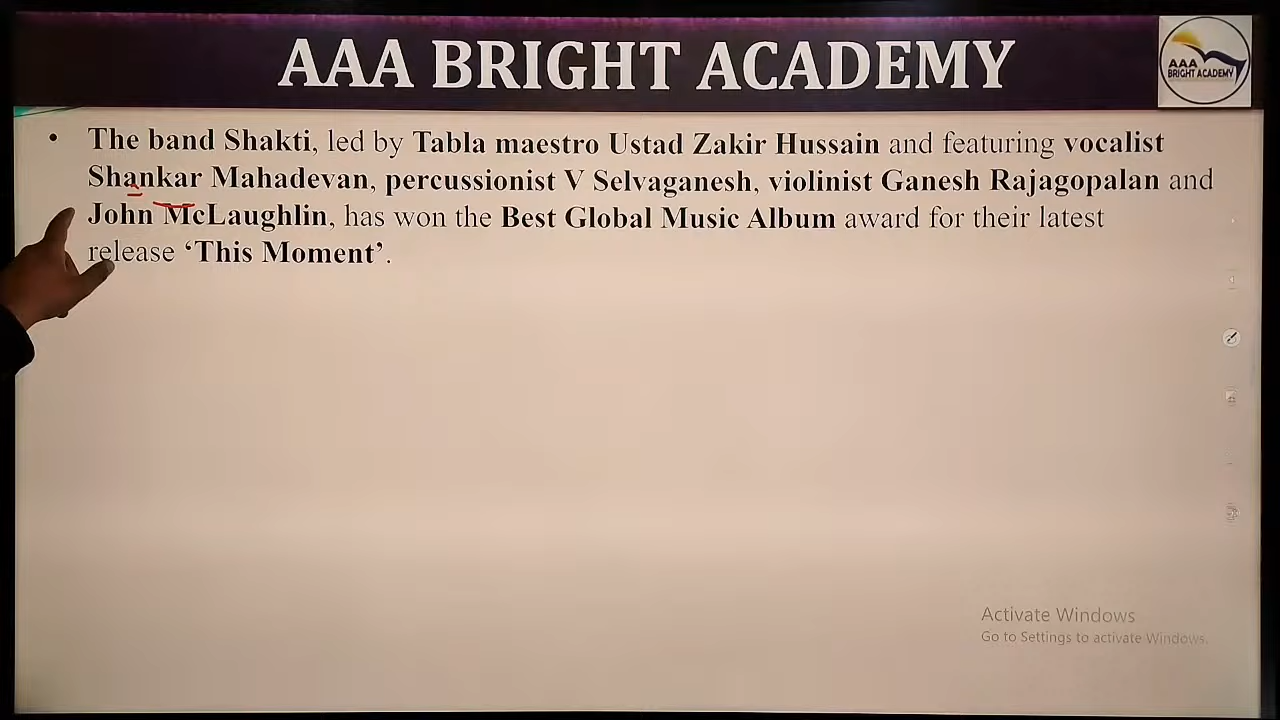 AAA BRIGHT ACADEMY
AAA
BRIGHT ACADEMY
• The band Shakti, led by Tabla maestro Ustad Zakir Hussain and featuring vocalist
Shankar Mahadevan, percussionist V Selvaganesh, violinist Ganesh Rajagopalan and
John McLaughlin, has won the Best Global Music Album award for their latest
release ‘This Moment’.
Activate Windows
Go to Settings to activate Windows.